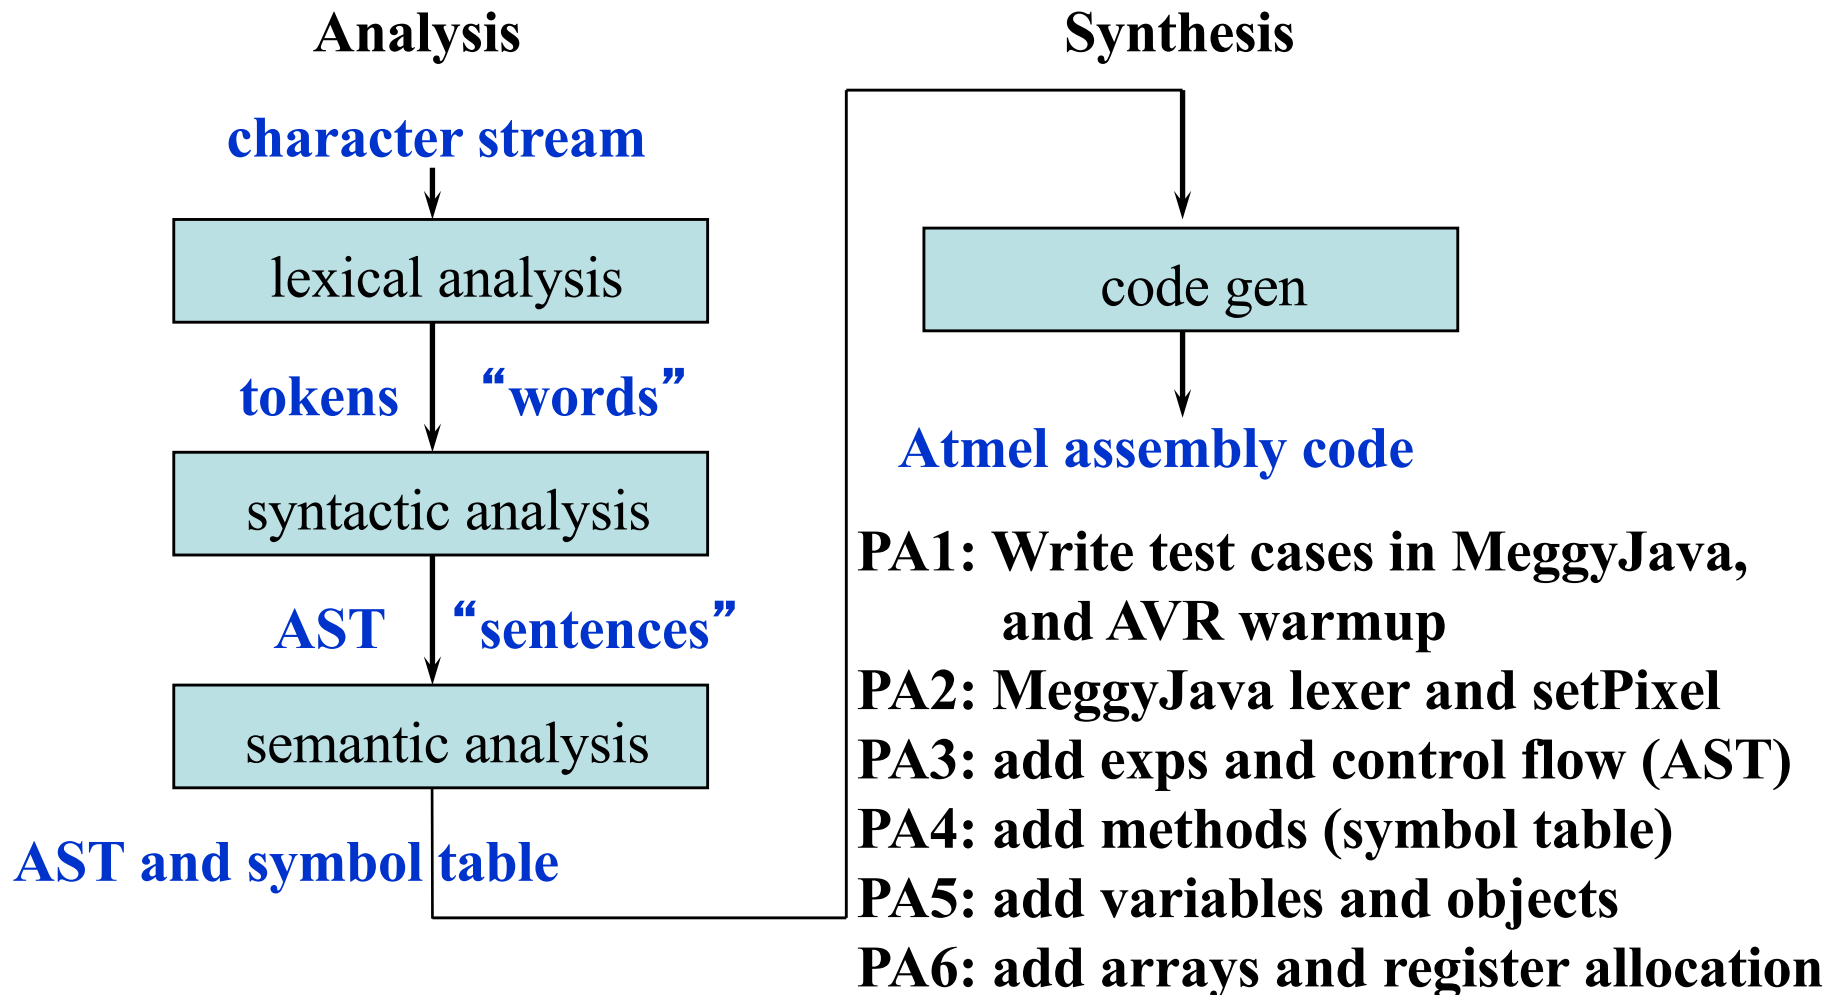 Analysis
character stream
lexical analysis
tokens “words”
syntactic analysis
AST “sentences”
semantic analysis
AST and symbol table
Synthesis
code gen
Atmel assembly code
PA1: Write test cases in MeggyJava,
and AVR warmup
PA2: MeggyJava lexer and setPixel
PA3: add exps and control flow (AST)
PA4: add methods (symbol table)
PA5: add variables and objects
PA6: add arrays and register allocation